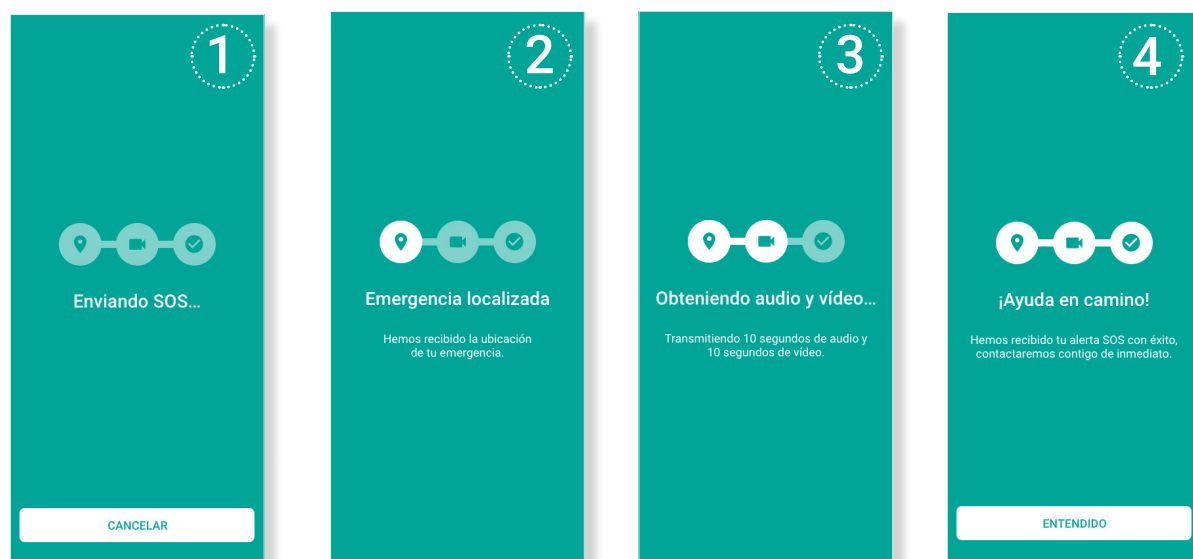 1
Enviando SOS...
CANCELAR
2
Emergencia localizada
Hemos recibido la ubicación
de tu emergencia.
3
Obteniendo audio y vídeo...
Transmitiendo 10 segundos de audio y
10 segundos de vídeo.
4
¡Ayuda en camino!
Hemos recibido tu alerta SOS con éxito,
contactaremos contigo de inmediato.
ENTENDIDO